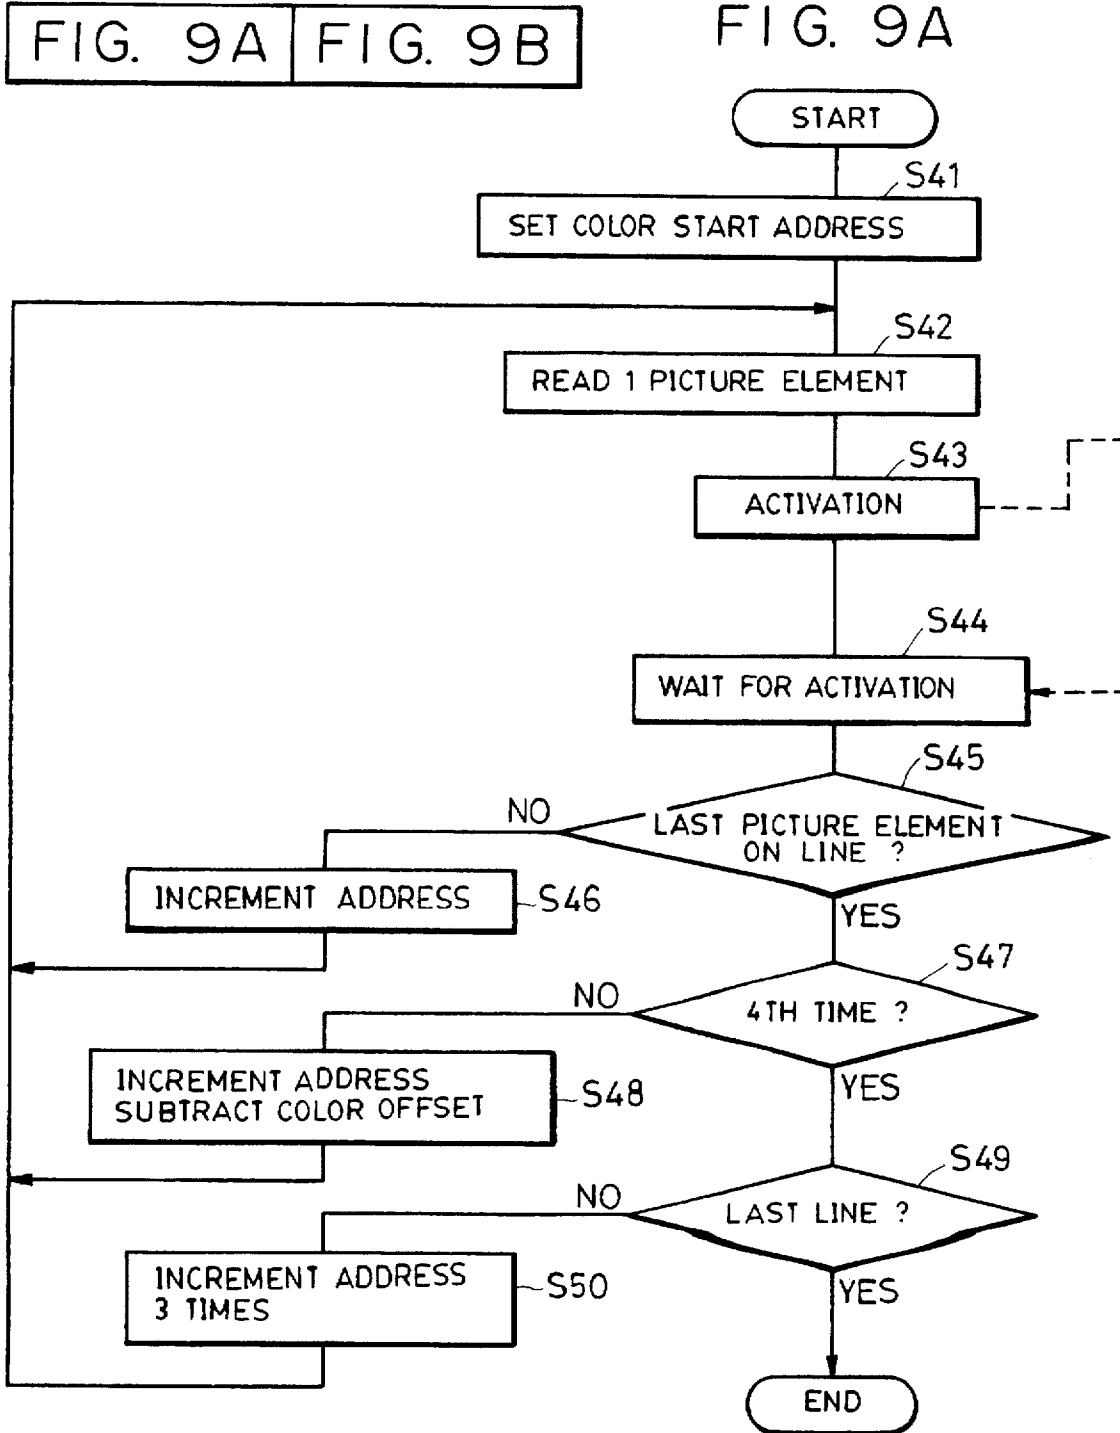 FIG. 9A FIG. 9B
FIG. 9A
START
S41
SET COLOR START ADDRESS
S42
READ 1 PICTURE ELEMENT
S43
ACTIVATION
S44
WAIT FOR ACTIVATION
S45
LAST PICTURE ELEMENT
ON LINE ?
NO
YES
INCREMENT ADDRESS
S46
S47
4TH TIME ?
NO
YES
INCREMENT ADDRESS
SUBTRACT COLOR OFFSET
S48
S49
LAST LINE ?
NO
YES
INCREMENT ADDRESS
3 TIMES
S50
END